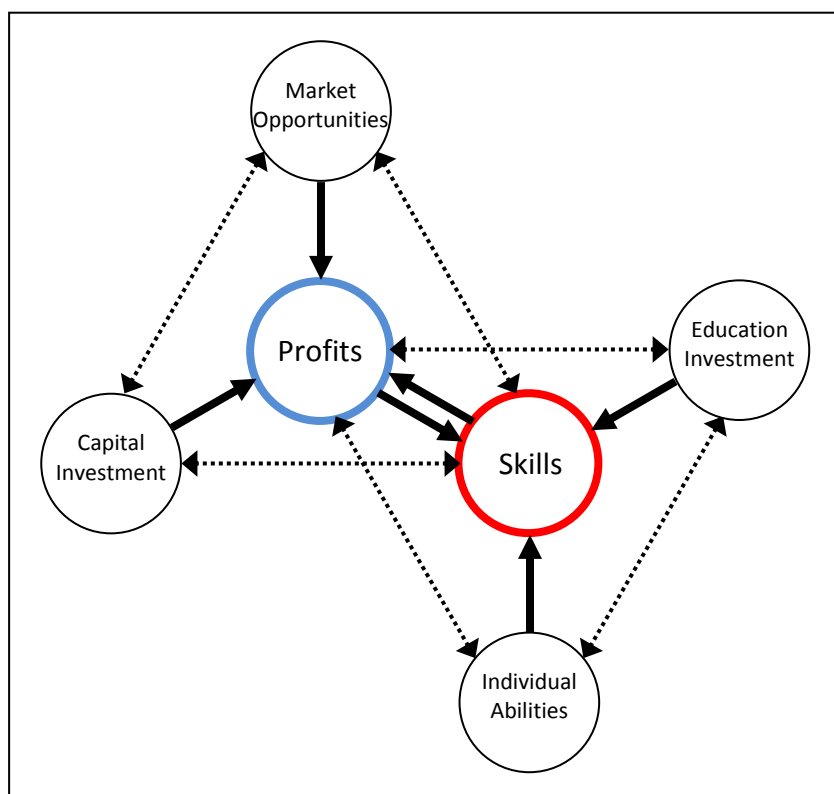 Market
Opportunities
Profits
Education
Investment
Capital
Investment
Skills
Individual
Abilities